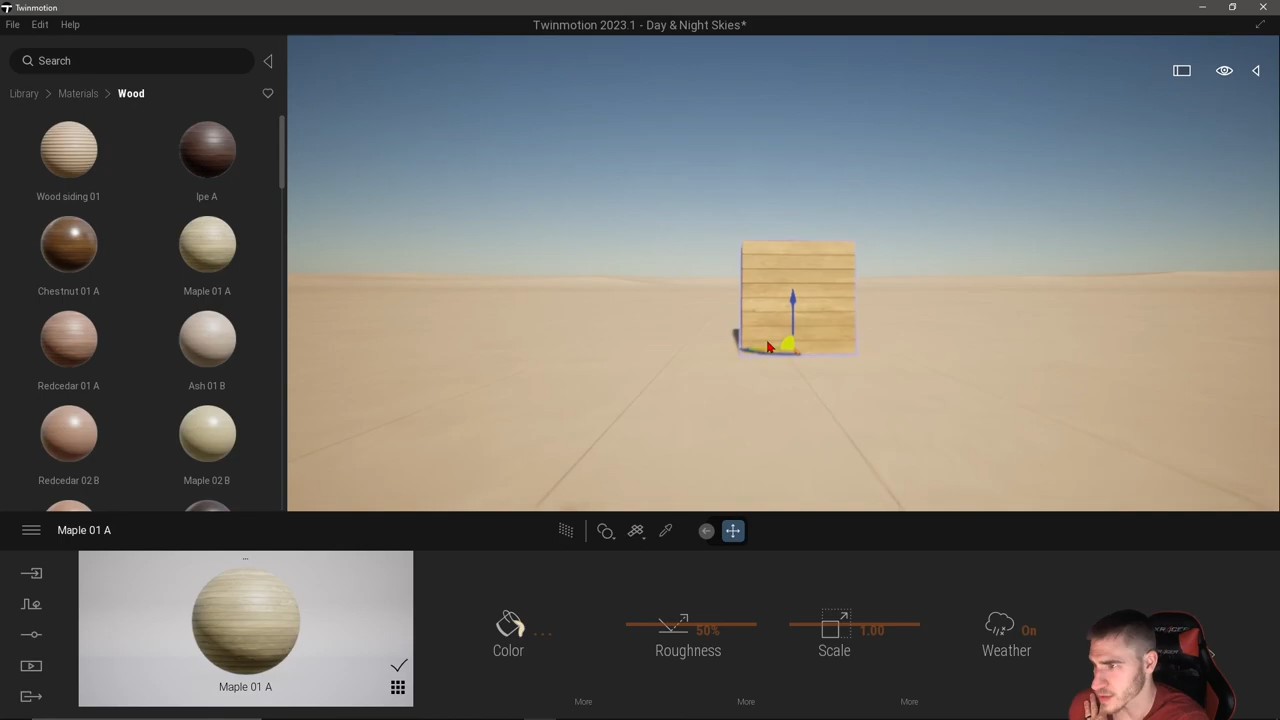 Twinmotion
File Edit Help
Twinmotion 2023.1 - Day & Night Skies*
Search
Library > Materials > Wood
Wood siding 01
Ipe A
Chestnut 01 A
Maple 01 A
Redcedar 01 A
Ash 01 B
Redcedar 02 B
Maple 02 B
Maple 01 A
...
Maple 01 A
Color ...
Roughness 50%
Scale 1.00
Weather On
More
More
More